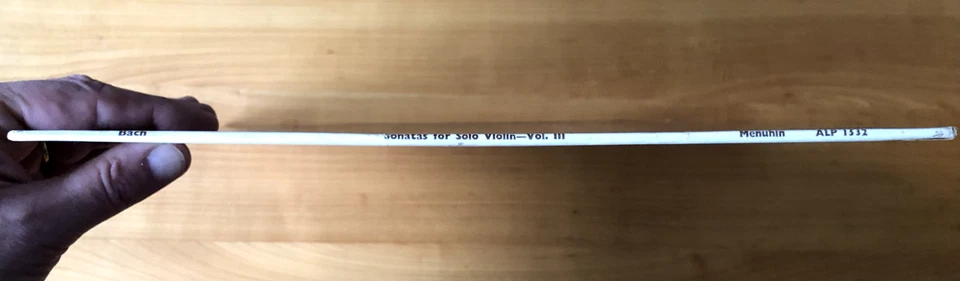 Bach Sonatas for Solo Violin—Vol. III Menuhin ALP 1532